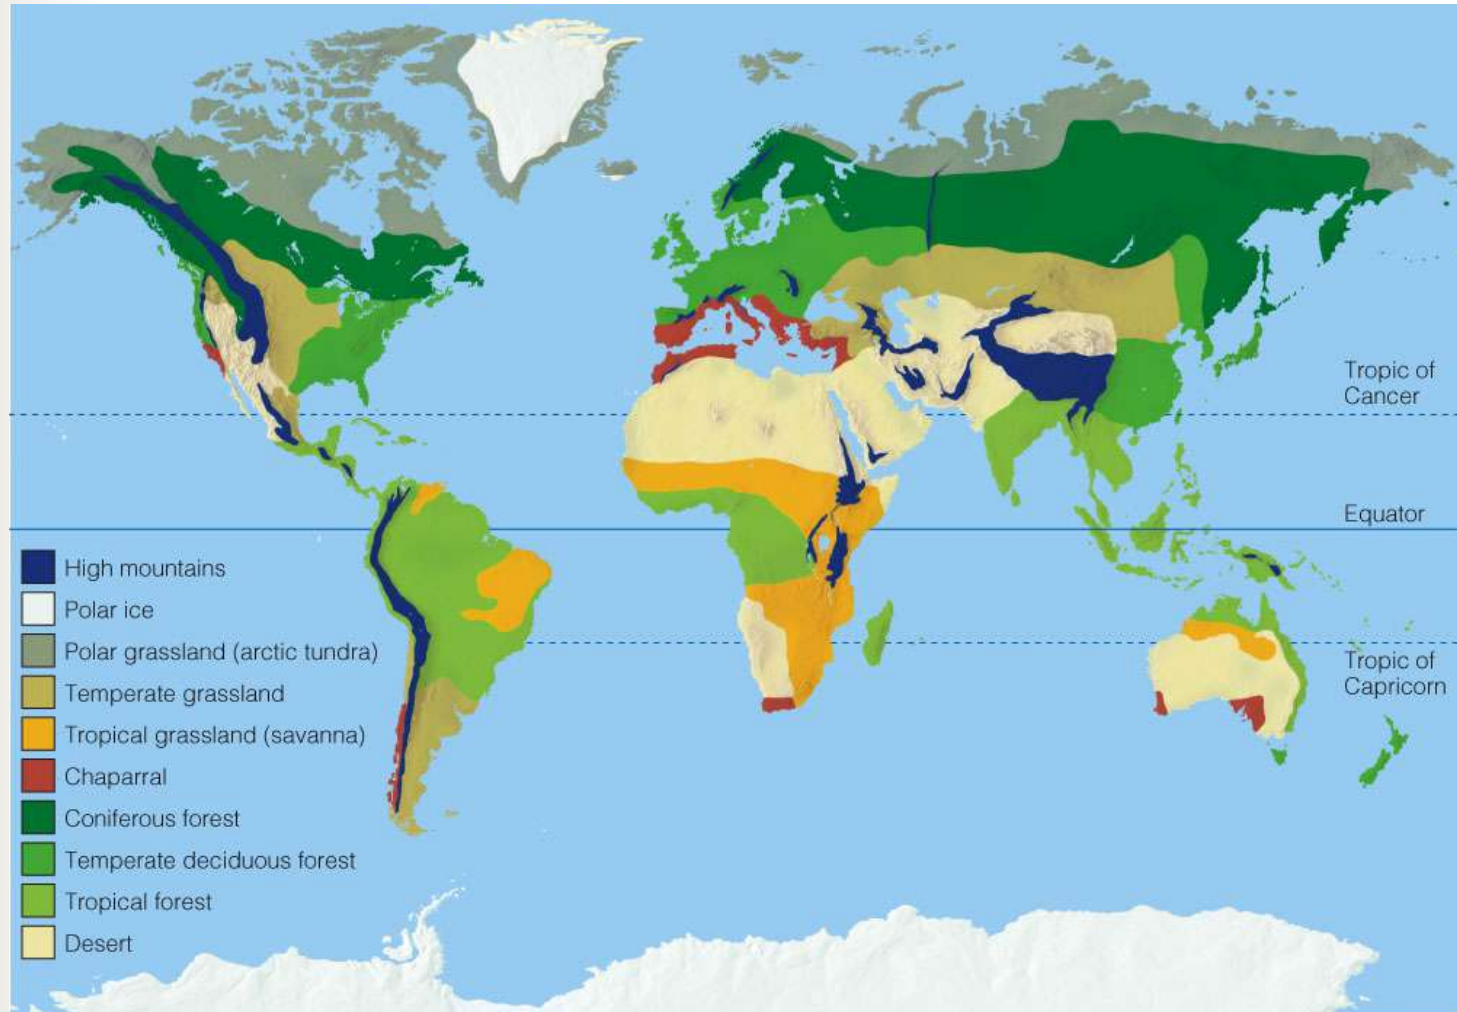 Tropic of
Cancer
Equator
High mountains
Polar ice
Polar grassland (arctic tundra)
Tropic of
Capricorn
Temperate grassland
Tropical grassland (savanna)
Chaparral
Coniferous forest
Temperate deciduous forest
Tropical forest
Desert